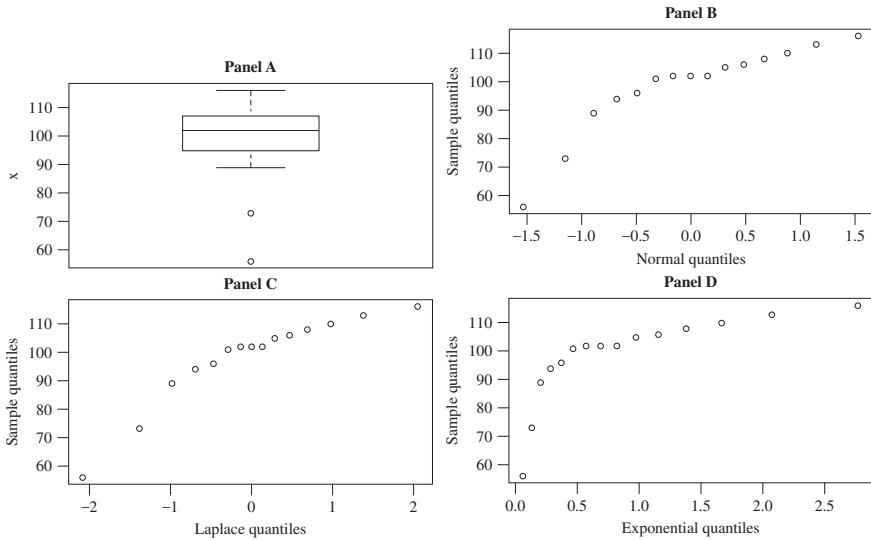 Panel A
x
110
100
90
80
70
60
Panel B
Sample quantiles
110
100
90
80
70
60
−1.5 −1.0 −0.5 0.0 0.5 1.0 1.5
Normal quantiles
Panel C
Sample quantiles
110
100
90
80
70
60
−2 −1 0 1 2
Laplace quantiles
Panel D
Sample quantiles
110
100
90
80
70
60
0.0 0.5 1.0 1.5 2.0 2.5
Exponential quantiles